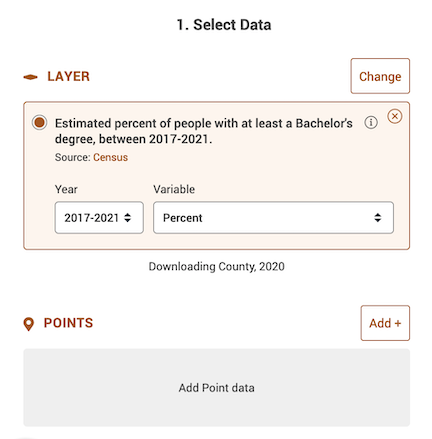 1. Select Data
LAYER
Change
Estimated percent of people with at least a Bachelor's
degree, between 2017-2021.
Source: Census
Year
Variable
2017-2021
Percent
Downloading County, 2020
POINTS
Add +
Add Point data